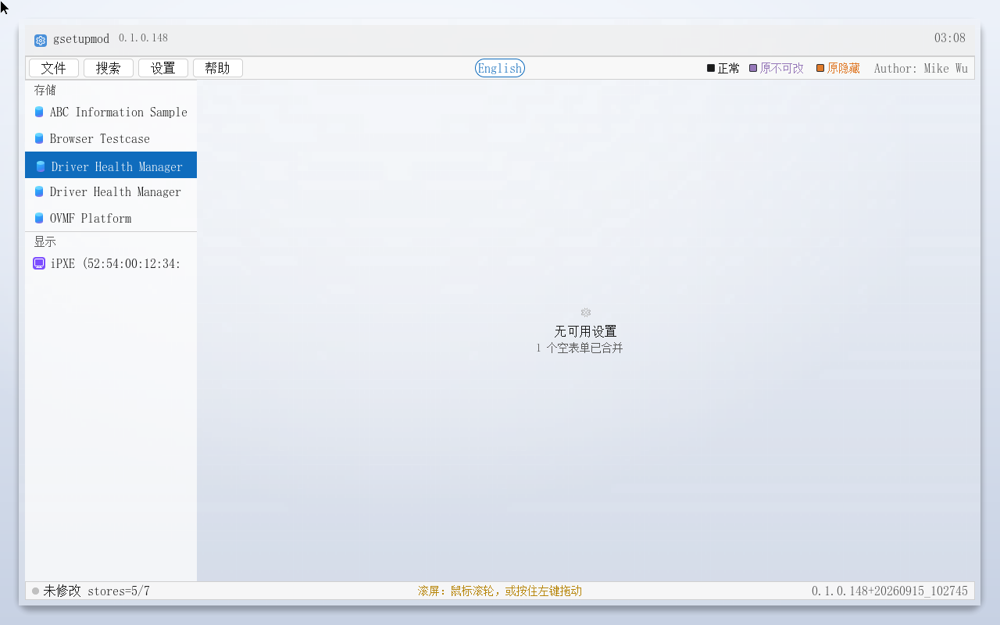 gsetupmod 0.1.0.148 03:08
文件 搜索 设置 帮助 English 正常 原不可改 原隐藏 Author: Mike Wu
存储
ABC Information Sample
Browser Testcase
Driver Health Manager
Driver Health Manager
OVMF Platform
显示
iPXE (52:54:00:12:34:
无可用设置
1 个空表单已合并
未修改 stores=5/7 滚屏：鼠标滚轮，或按住左键拖动 0.1.0.148+20260915_102745